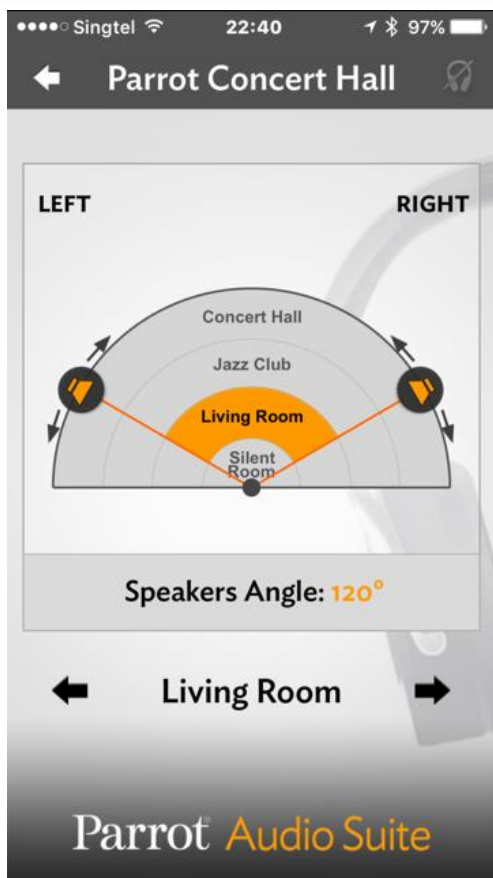 Singtel 22:40 97%
Parrot Concert Hall
LEFT RIGHT
Concert Hall
Jazz Club
Living Room
Silent
Room
Speakers Angle: 120°
Living Room
Parrot Audio Suite